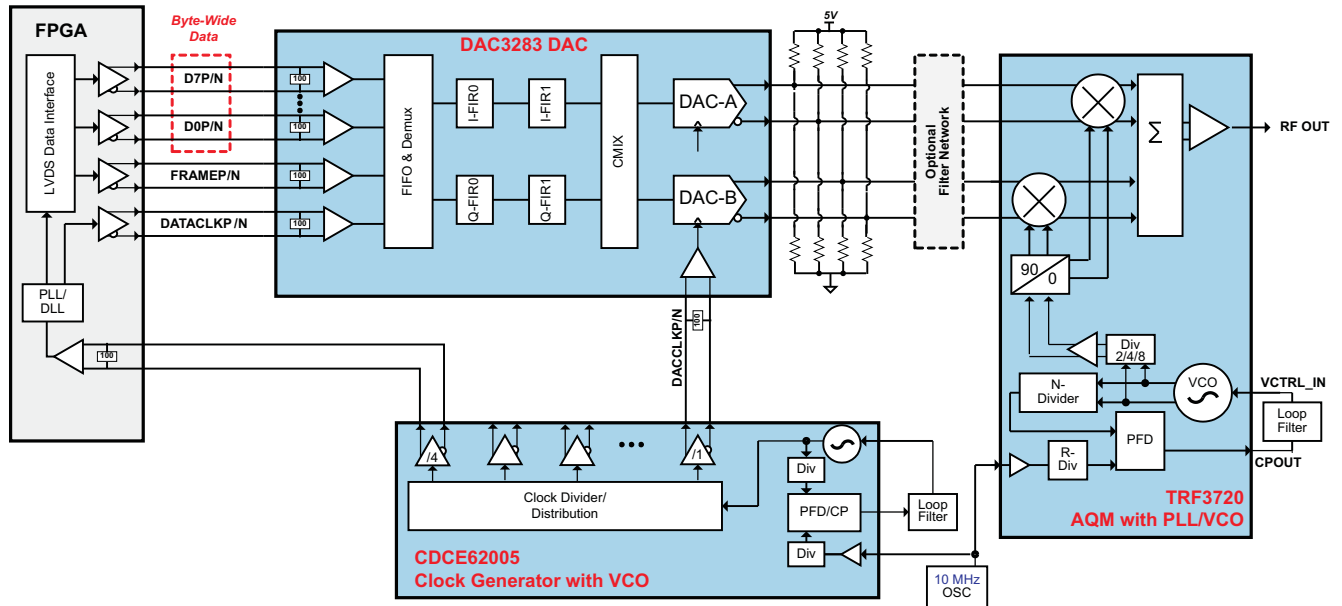 FPGA
LVDS Data Interface
PLL/
DLL
100
Byte-Wide
Data
D7P/N
D0P/N
FRAMEP/N
DATACLKP/N
DAC3283 DAC
100
100
100
100
FIFO & Demux
I-FIR0
I-FIR1
Q-FIR0
Q-FIR1
CMIX
DAC-A
DAC-B
DACCLKP/N
100
5V
Optional
Filter Network
Σ
RF OUT
90
0
Div
2/4/8
N-
Divider
VCO
VCTRL_IN
Loop
Filter
PFD
R-
Div
CPOUT
TRF3720
AQM with PLL/VCO
/4
/1
Clock Divider/
Distribution
Div
PFD/CP
Div
Loop
Filter
CDCE62005
Clock Generator with VCO
10 MHz
OSC